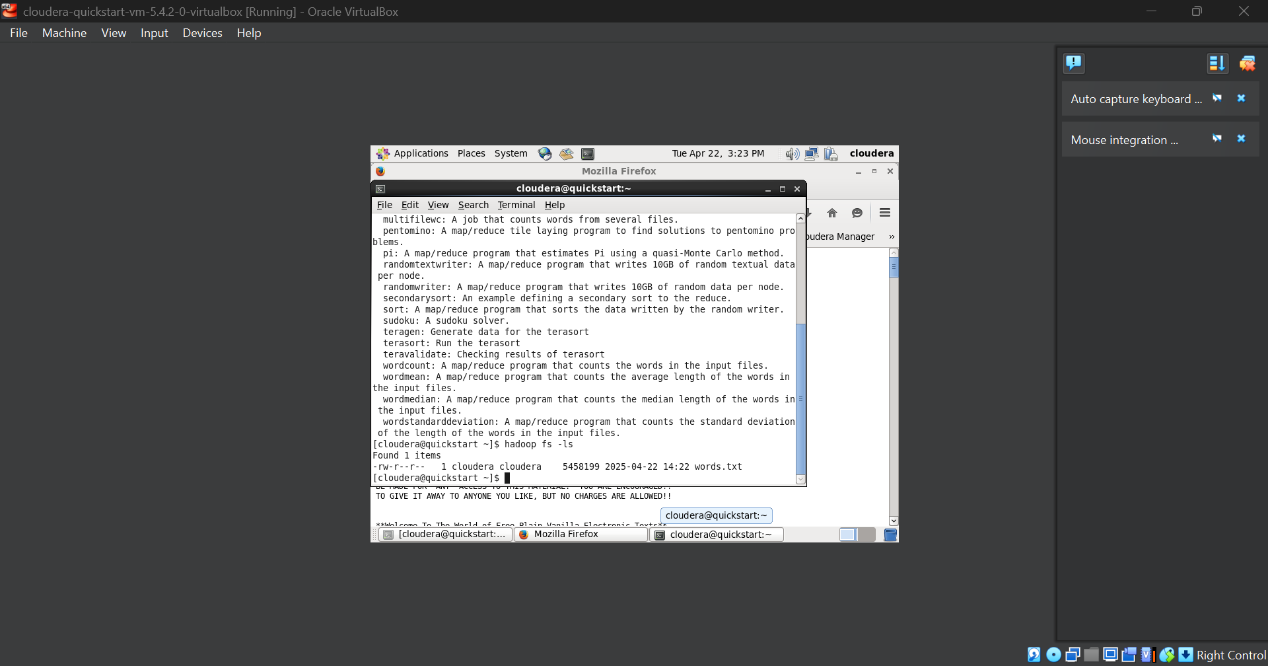 cloudera-quickstart-vm-5.4.2-0-virtualbox [Running] - Oracle VirtualBox
File Machine View Input Devices Help
Auto capture keyboard ...
Mouse integration ...
Applications Places System Tue Apr 22, 3:23 PM cloudera
Mozilla Firefox
cloudera@quickstart:~
File Edit View Search Terminal Help
oudera Manager »
multifilewc: A job that counts words from several files.
pentomino: A map/reduce tile laying program to find solutions to pentomino pro
blems.
pi: A map/reduce program that estimates Pi using a quasi-Monte Carlo method.
randomtextwriter: A map/reduce program that writes 10GB of random textual data
per node.
randomwriter: A map/reduce program that writes 10GB of random data per node.
secondarysort: An example defining a secondary sort to the reduce.
sort: A map/reduce program that sorts the data written by the random writer.
sudoku: A sudoku solver.
teragen: Generate data for the terasort
terasort: Run the terasort
teravalidate: Checking results of terasort
wordcount: A map/reduce program that counts the words in the input files.
wordmean: A map/reduce program that counts the average length of the words in
the input files.
wordmedian: A map/reduce program that counts the median length of the words in
the input files.
wordstandarddeviation: A map/reduce program that counts the standard deviation
of the length of the words in the input files.
[cloudera@quickstart ~]$ hadoop fs -ls
Found 1 items
-rw-r--r-- 1 cloudera cloudera 5458199 2025-04-22 14:22 words.txt
[cloudera@quickstart ~]$
TO GIVE IT AWAY TO ANYONE YOU LIKE, BUT NO CHARGES ARE ALLOWED!!
cloudera@quickstart:~
**Welcome To The World of Free Plain Vanilla Electronic Texts**
[cloudera@quickstart:... Mozilla Firefox cloudera@quickstart:~
Right Control